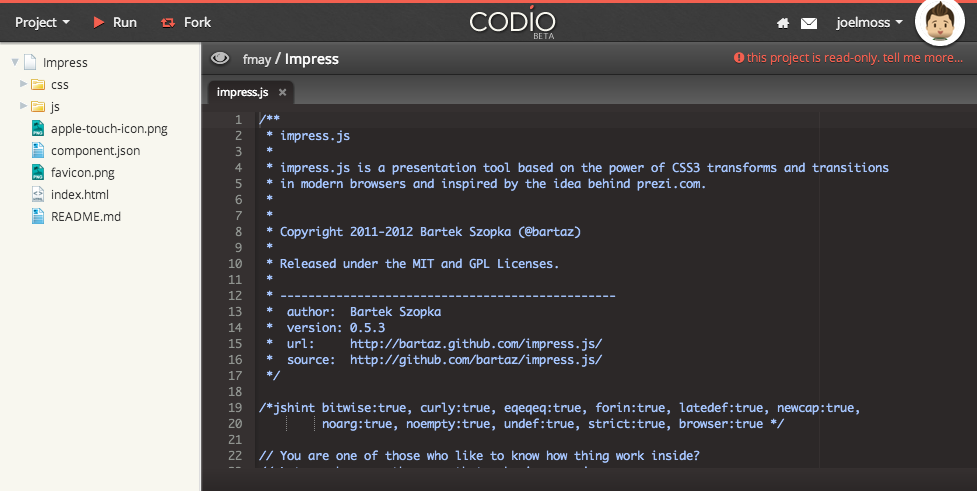 Project Run Fork CODIO BETA joelmoss
Impress
css
js
apple-touch-icon.png
component.json
favicon.png
index.html
README.md
fmay / Impress this project is read-only. tell me more...
impress.js ×
1 /**
2 * impress.js
3 *
4 * impress.js is a presentation tool based on the power of CSS3 transforms and transitions
5 * in modern browsers and inspired by the idea behind prezi.com.
6 *
7 *
8 * Copyright 2011-2012 Bartek Szopka (@bartaz)
9 *
10 * Released under the MIT and GPL Licenses.
11 *
12 * ------------------------------------------------
13 *  author:  Bartek Szopka
14 *  version: 0.5.3
15 *  url:     http://bartaz.github.com/impress.js/
16 *  source:  http://github.com/bartaz/impress.js/
17 */
18
19 /*jshint bitwise:true, curly:true, eqeqeq:true, forin:true, latedef:true, newcap:true,
20 noarg:true, noempty:true, undef:true, strict:true, browser:true */
21
22 // You are one of those who like to know how thing work inside?